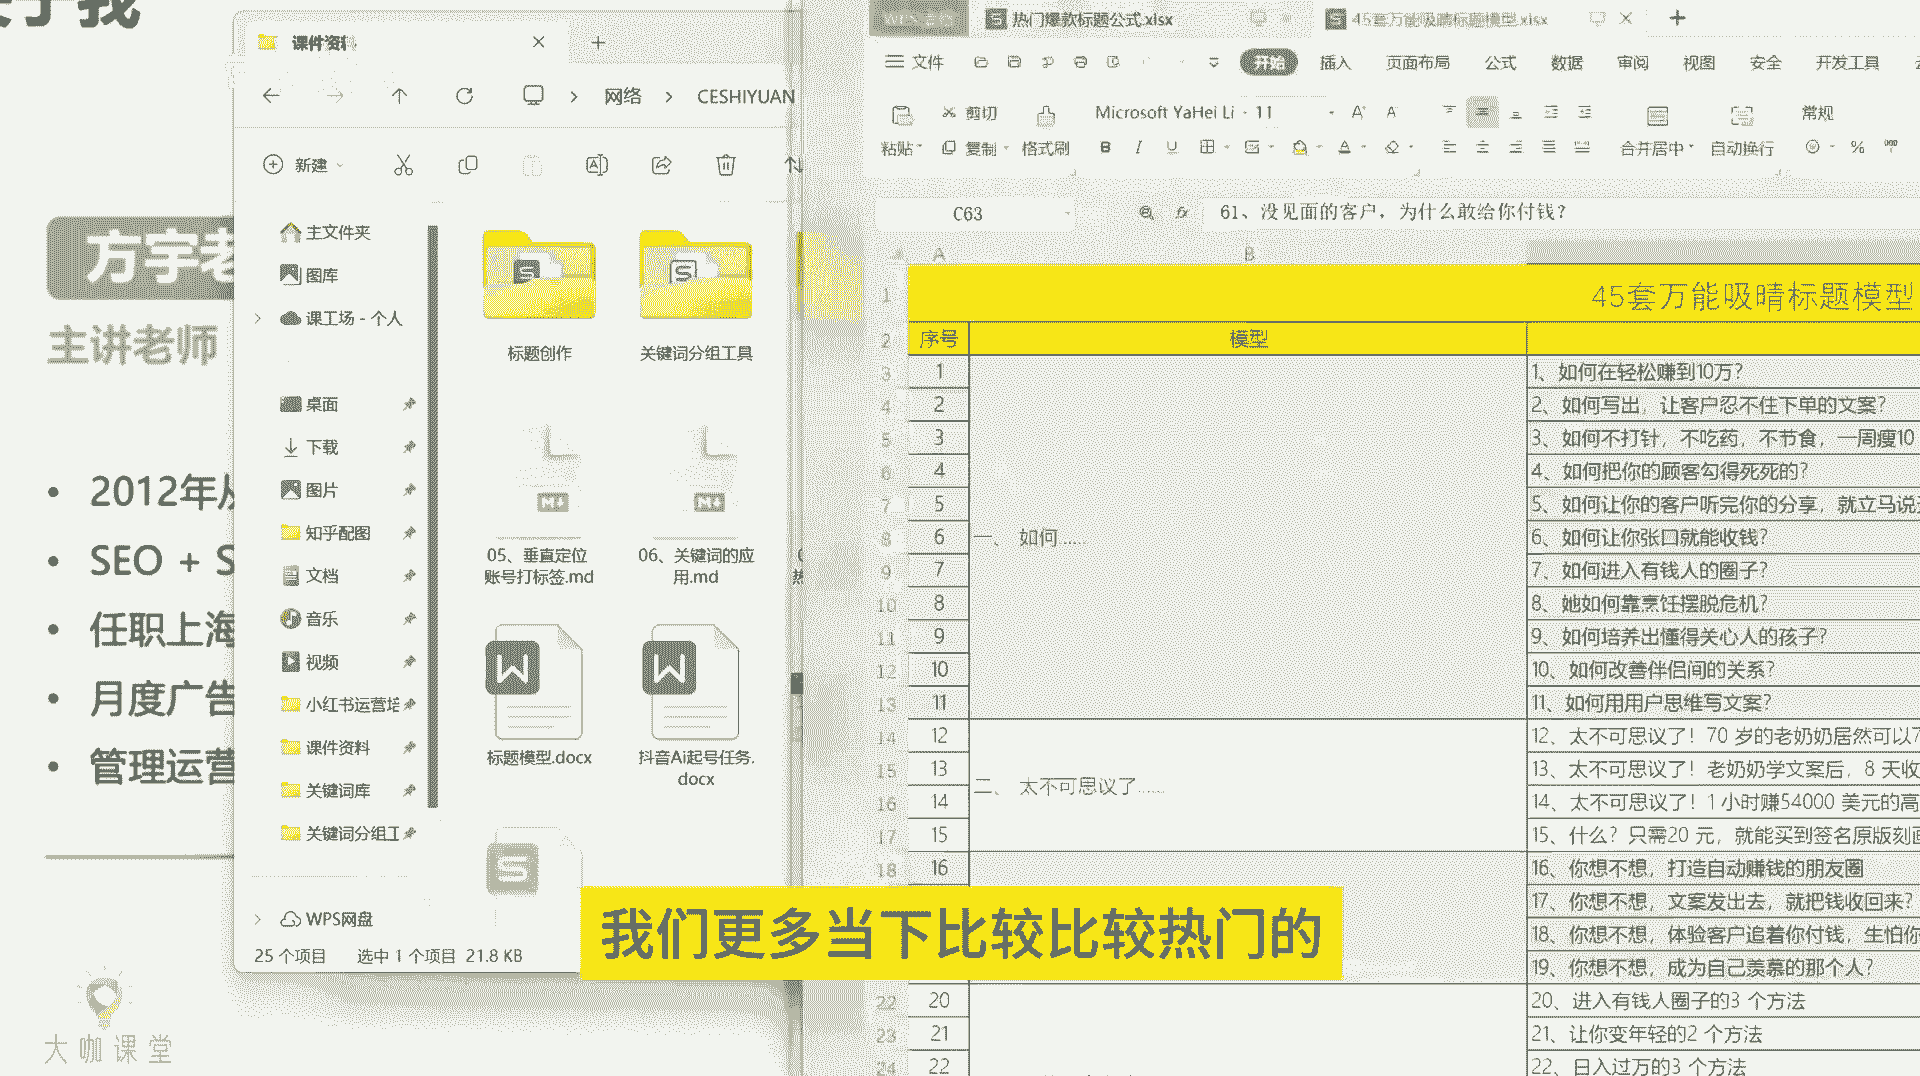 于我
方宇老
主讲老师
2012年从
SEO + S
任职上海
月度广告
管理运营
大咖课堂
课件资料
网络 > CESHIYUAN
新建
主文件夹
图库
课工场 - 个人
桌面
下载
图片
知乎配图
文档
音乐
视频
小红书运营培
课件资料
关键词库
关键词分组工
WPS网盘
25 个项目 选中 1 个项目 21.8 KB
标题创作
关键词分组工具
05、垂直定位账号打标签.md
06、关键词的应用.md
标题模型.docx
抖音Ai起号任务.docx
热门爆款标题公式.xlsx
45套万能吸睛标题模型.xlsx
文件 开始 插入 页面布局 公式 数据 审阅 视图 安全 开发工具
剪切 Microsoft YaHei Li 11 常规
粘贴 复制 格式刷 B I U A 合并居中 自动换行 %
C63 fx 61、没见面的客户，为什么敢给你付钱？
A B
1 45套万能吸睛标题模型
2 序号 模型
3 1 1、如何在轻松赚到10万？
4 2 2、如何写出，让客户忍不住下单的文案？
5 3 3、如何不打针，不吃药，不节食，一周瘦10
6 4 4、如何把你的顾客勾得死死的？
7 5 5、如何让你的客户听完你的分享，就立马说
8 6 一、 如何...... 6、如何让你张口就能收钱？
9 7 7、如何进入有钱人的圈子？
10 8 8、她如何靠烹饪摆脱危机？
11 9 9、如何培养出懂得关心人的孩子？
12 10 10、如何改善伴侣间的关系？
13 11 11、如何用用户思维写文案？
14 12 12、太不可思议了！70 岁的老奶奶居然可以7
15 13 二、 太不可思议了...... 13、太不可思议了！老奶奶学文案后，8 天收
16 14 14、太不可思议了！1 小时赚54000 美元的高
17 15 15、什么？只需20 元，就能买到签名原版刻画
18 16 16、你想不想，打造自动赚钱的朋友圈
17、你想不想，文案发出去，就把钱收回来？
18、你想不想，体验客户追着你付钱，生怕你
19、你想不想，成为自己羡慕的那个人？
22 20 20、进入有钱人圈子的3 个方法
23 21 21、让你变年轻的2 个方法
24 22 22、日入过万的3 个方法
我们更多当下比较比较热门的